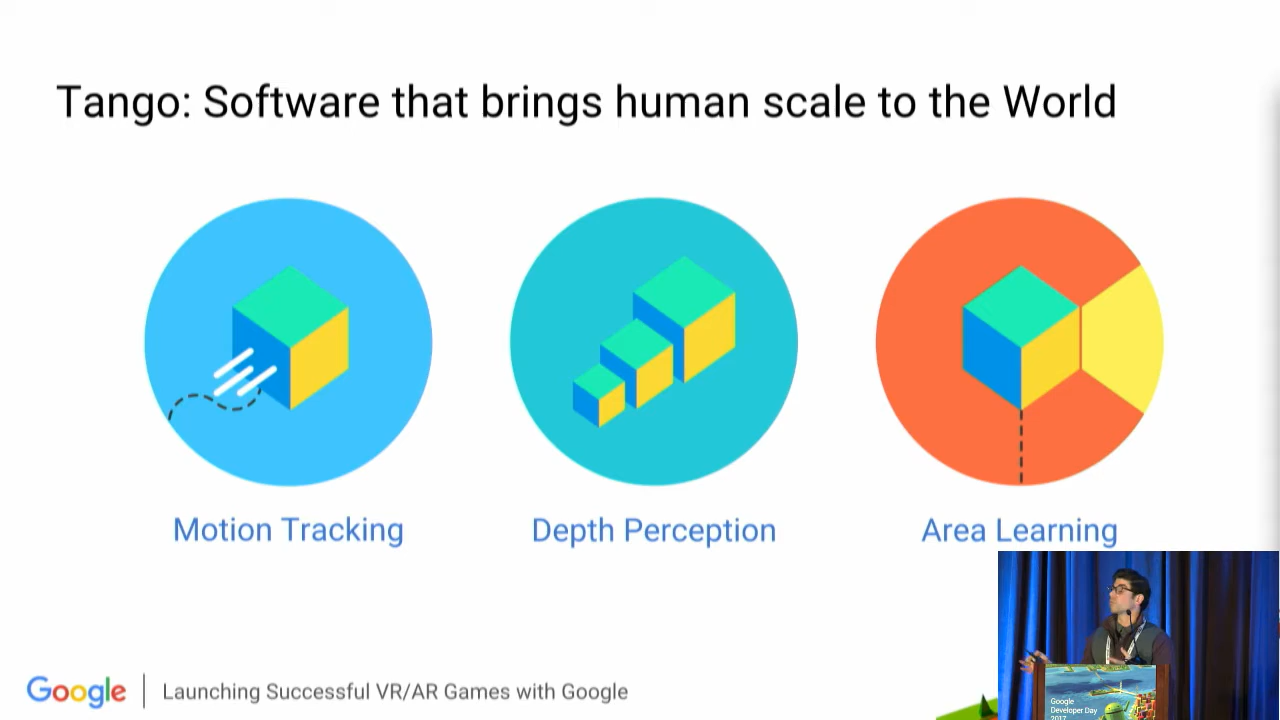 Tango: Software that brings human scale to the World
Motion Tracking
Depth Perception
Area Learning
Google
Launching Successful VR/AR Games with Google
Google
Developer Day
2017